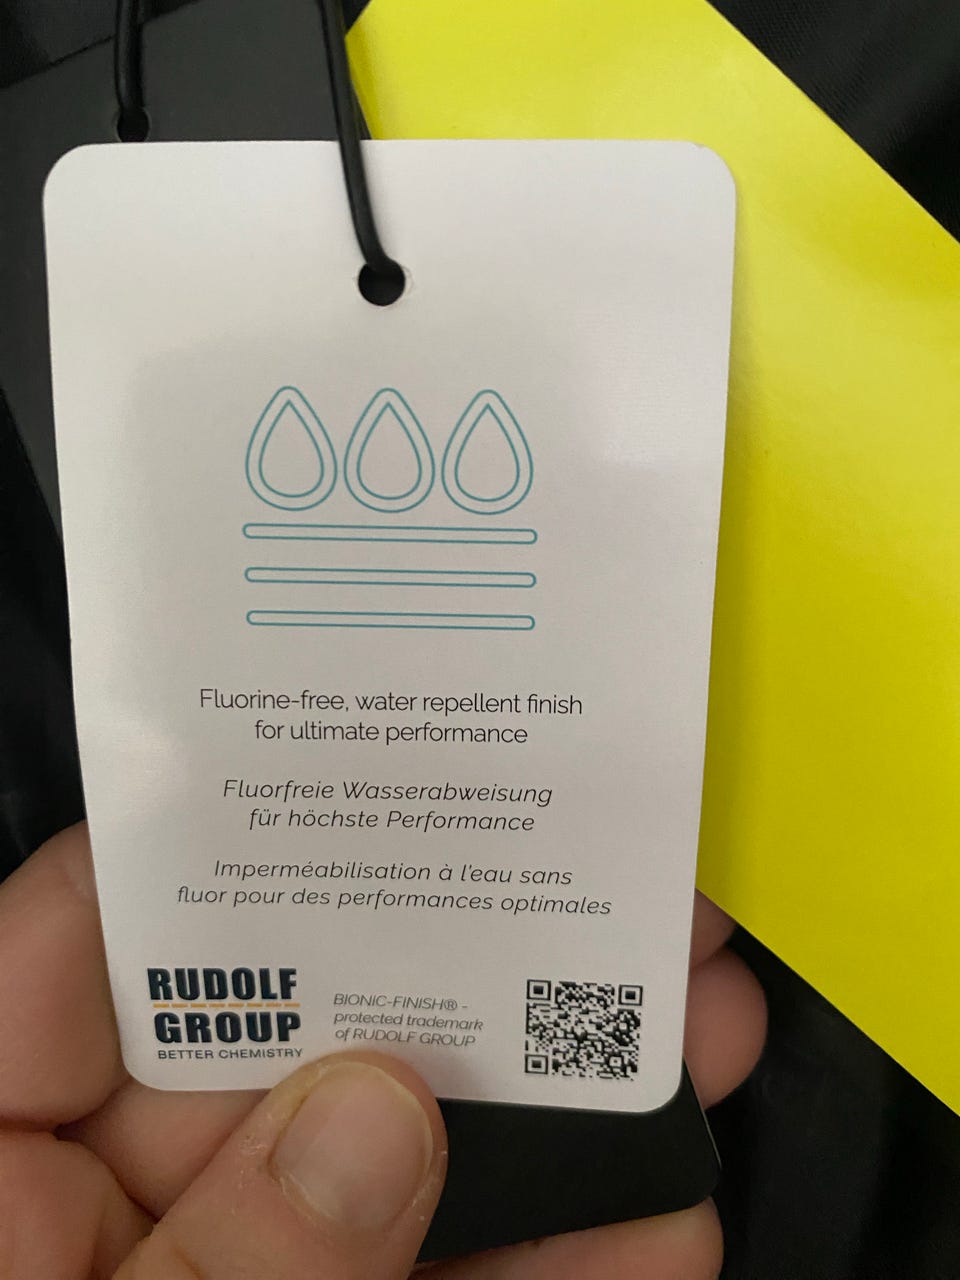 Fluorine-free, water repellent finish
for ultimate performance
Fluorfreie Wasserabweisung
für höchste Performance
Imperméabilisation à l'eau sans
fluor pour des performances optimales
RUDOLF
GROUP
BETTER CHEMISTRY
BIONIC-FINISH® -
protected trademark
of RUDOLF GROUP